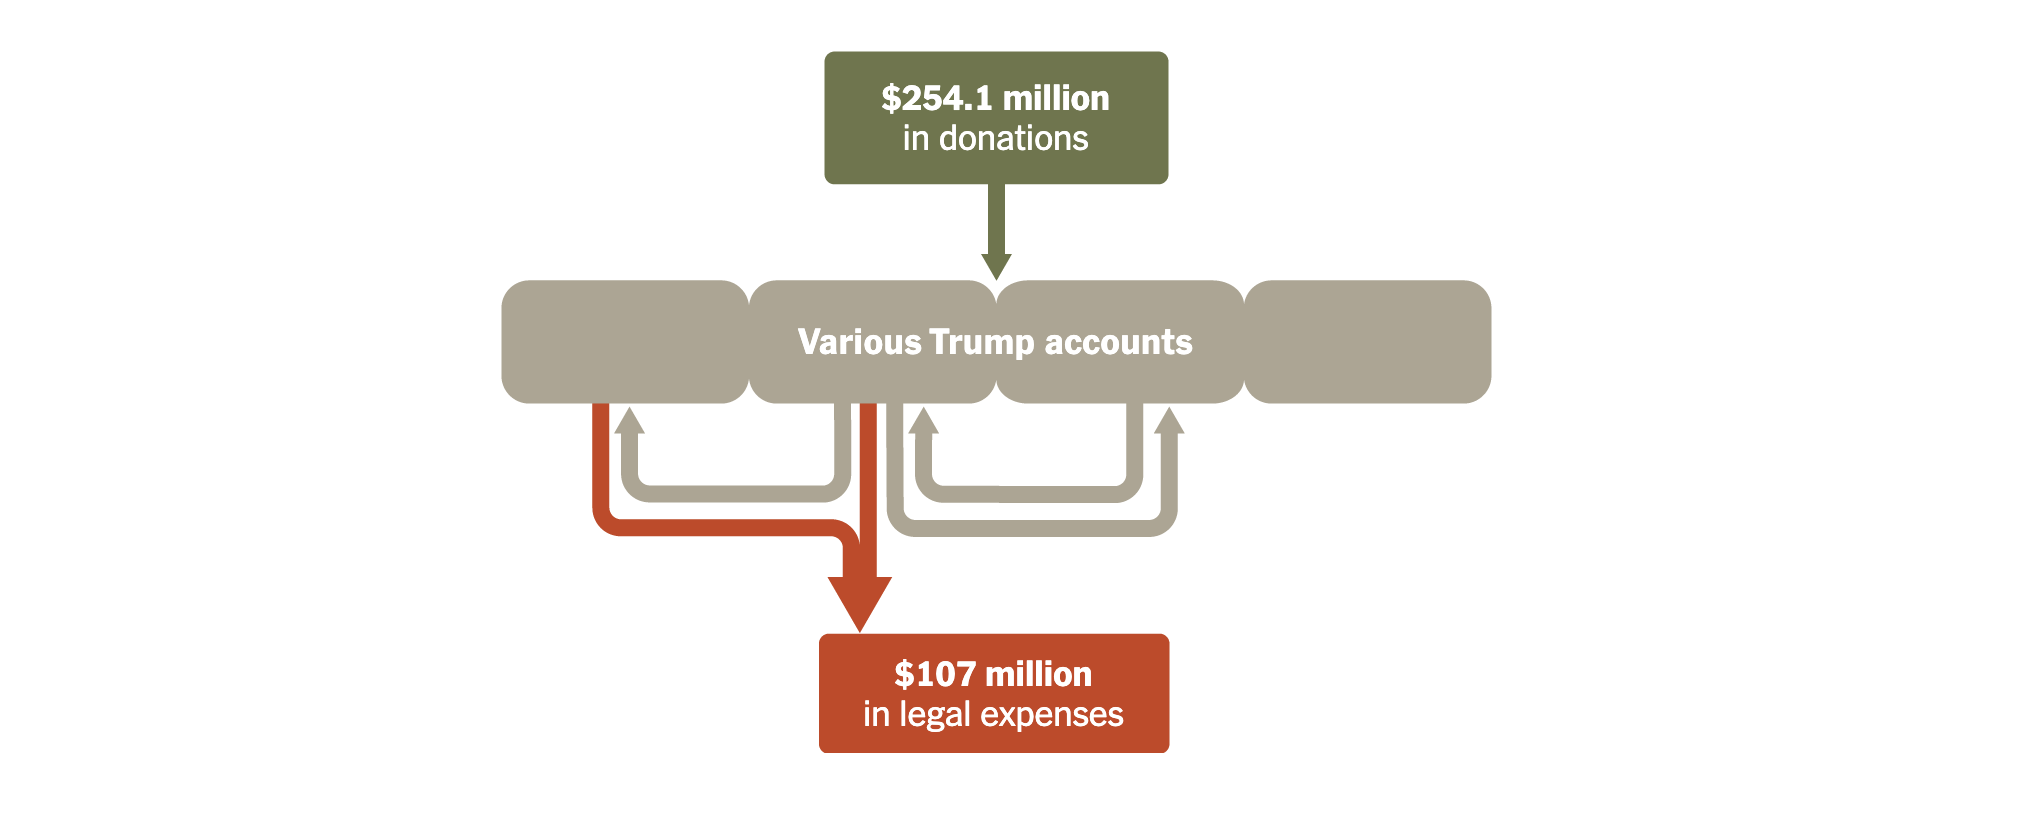 $254.1 million
in donations
Various Trump accounts
$107 million
in legal expenses